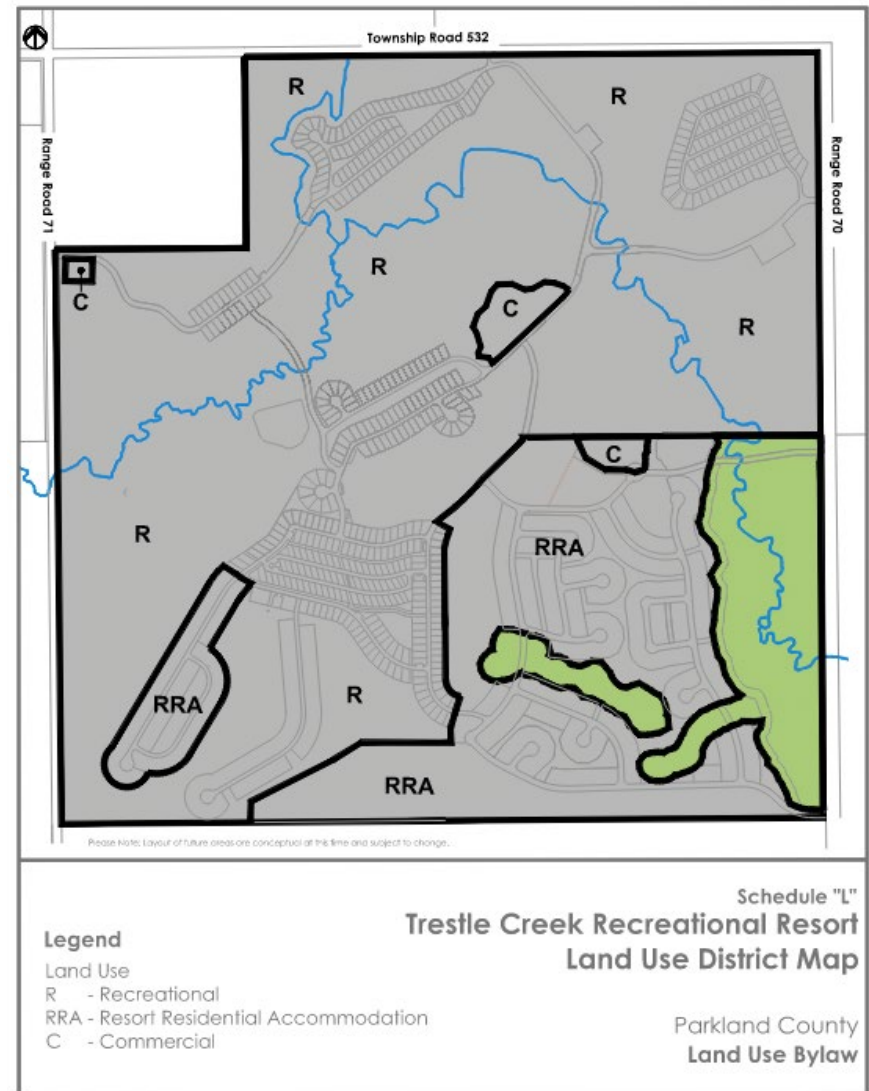 Township Road 532
R
R
Range Road 71
Range Road 70
R
C
C
R
C
R
RRA
RRA
R
RRA
Please Note: Layout of future areas are conceptual at this time and subject to change.
Schedule "L"
Trestle Creek Recreational Resort
Land Use District Map
Legend
Land Use
R - Recreational
RRA - Resort Residential Accommodation
C - Commercial
Parkland County
Land Use Bylaw